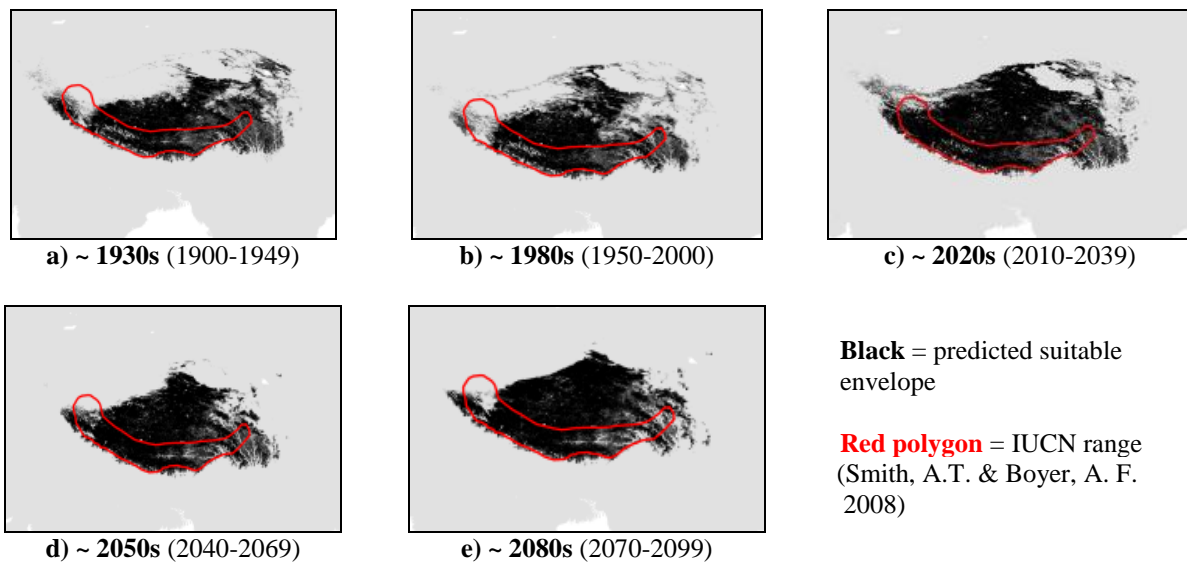 a) ~ 1930s (1900-1949)
b) ~ 1980s (1950-2000)
c) ~ 2020s (2010-2039)
d) ~ 2050s (2040-2069)
e) ~ 2080s (2070-2099)
Black = predicted suitable
envelope
Red polygon = IUCN range
(Smith, A.T. & Boyer, A. F.
2008)